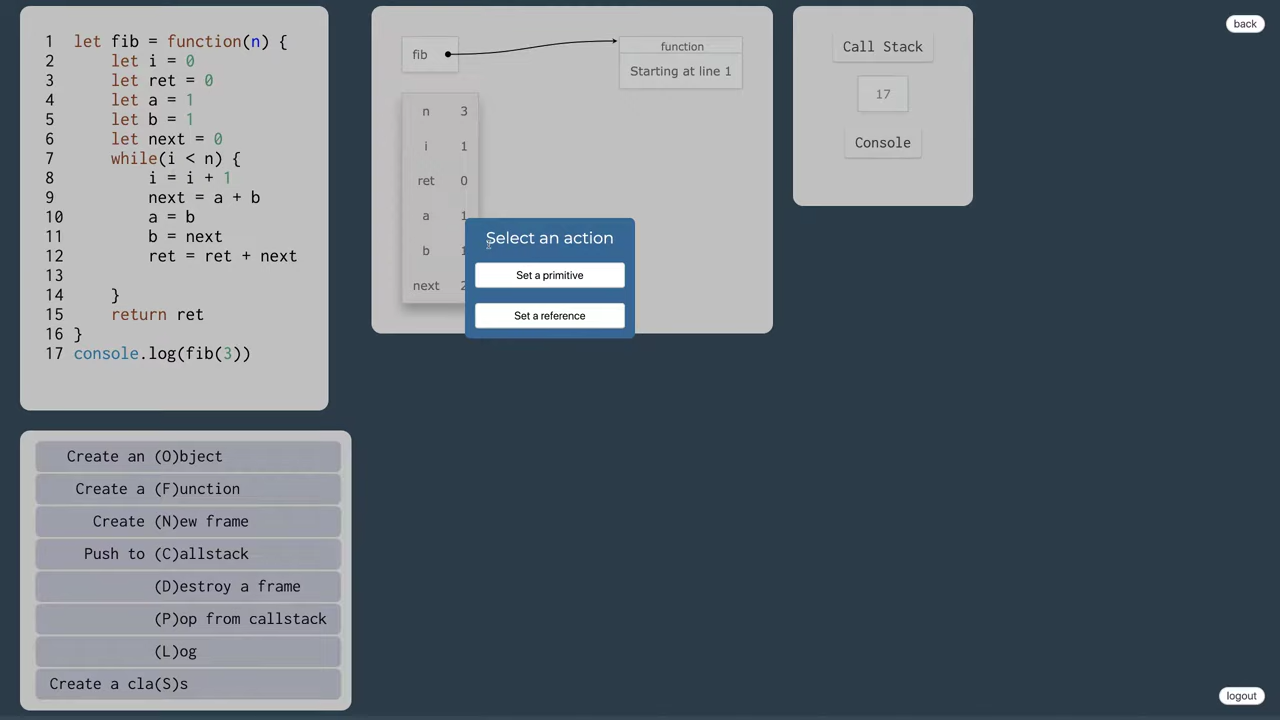 1 let fib = function(n) {
2 let i = 0
3 let ret = 0
4 let a = 1
5 let b = 1
6 let next = 0
7 while(i < n) {
8 i = i + 1
9 next = a + b
10 a = b
11 b = next
12 ret = ret + next
13
14 }
15 return ret
16 }
17 console.log(fib(3))
fib
function
Starting at line 1
n 3
i 1
ret 0
a 1
b 1
next 2
Select an action
Set a primitive
Set a reference
Call Stack
17
Console
back
Create an (O)bject
Create a (F)unction
Create (N)ew frame
Push to (C)allstack
(D)estroy a frame
(P)op from callstack
(L)og
Create a cla(S)s
logout